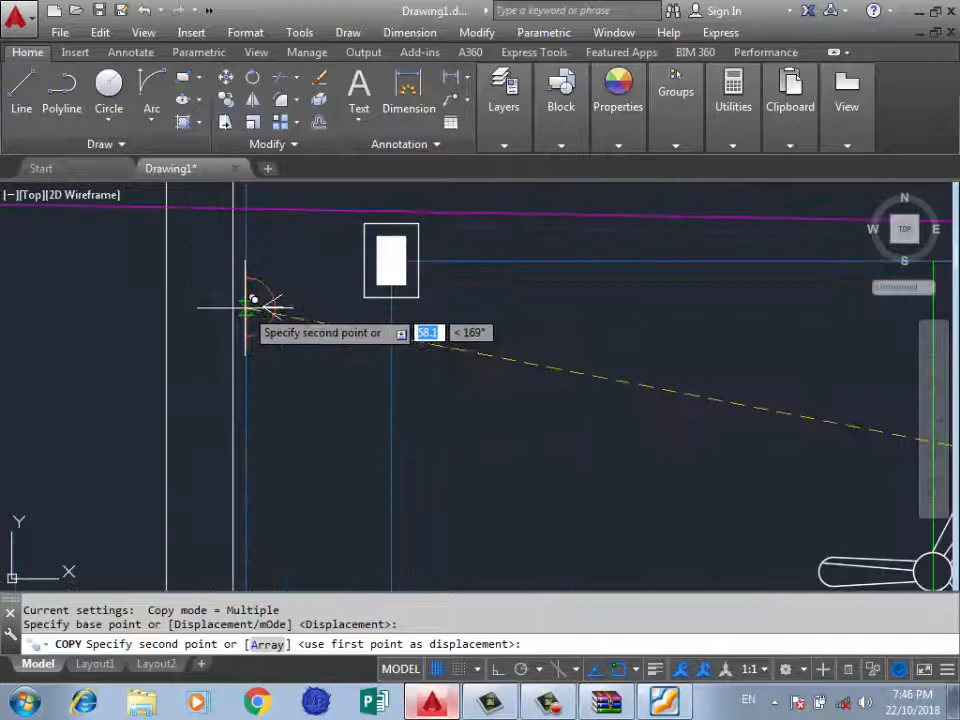 Drawing1.d...
Type a keyword or phrase
Sign In
File Edit View Insert Format Tools Draw Dimension Modify Parametric Window Help Express
Home Insert Annotate Parametric View Manage Output Add-ins A360 Express Tools Featured Apps BIM 360 Performance
Line Polyline Circle Arc Text Dimension Layers Block Properties Groups Utilities Clipboard View
Draw Modify Annotation
Start Drawing1*
[−][Top][2D Wireframe]
N
W TOP E
S
Unnamed
Specify second point or 58.1 < 169°
Y
X
Current settings: Copy mode = Multiple
Specify base point or [Displacement/mOde] <Displacement>:
COPY Specify second point or [Array] <use first point as displacement>:
Model Layout1 Layout2 + MODEL 1:1
EN 7:46 PM
22/10/2018